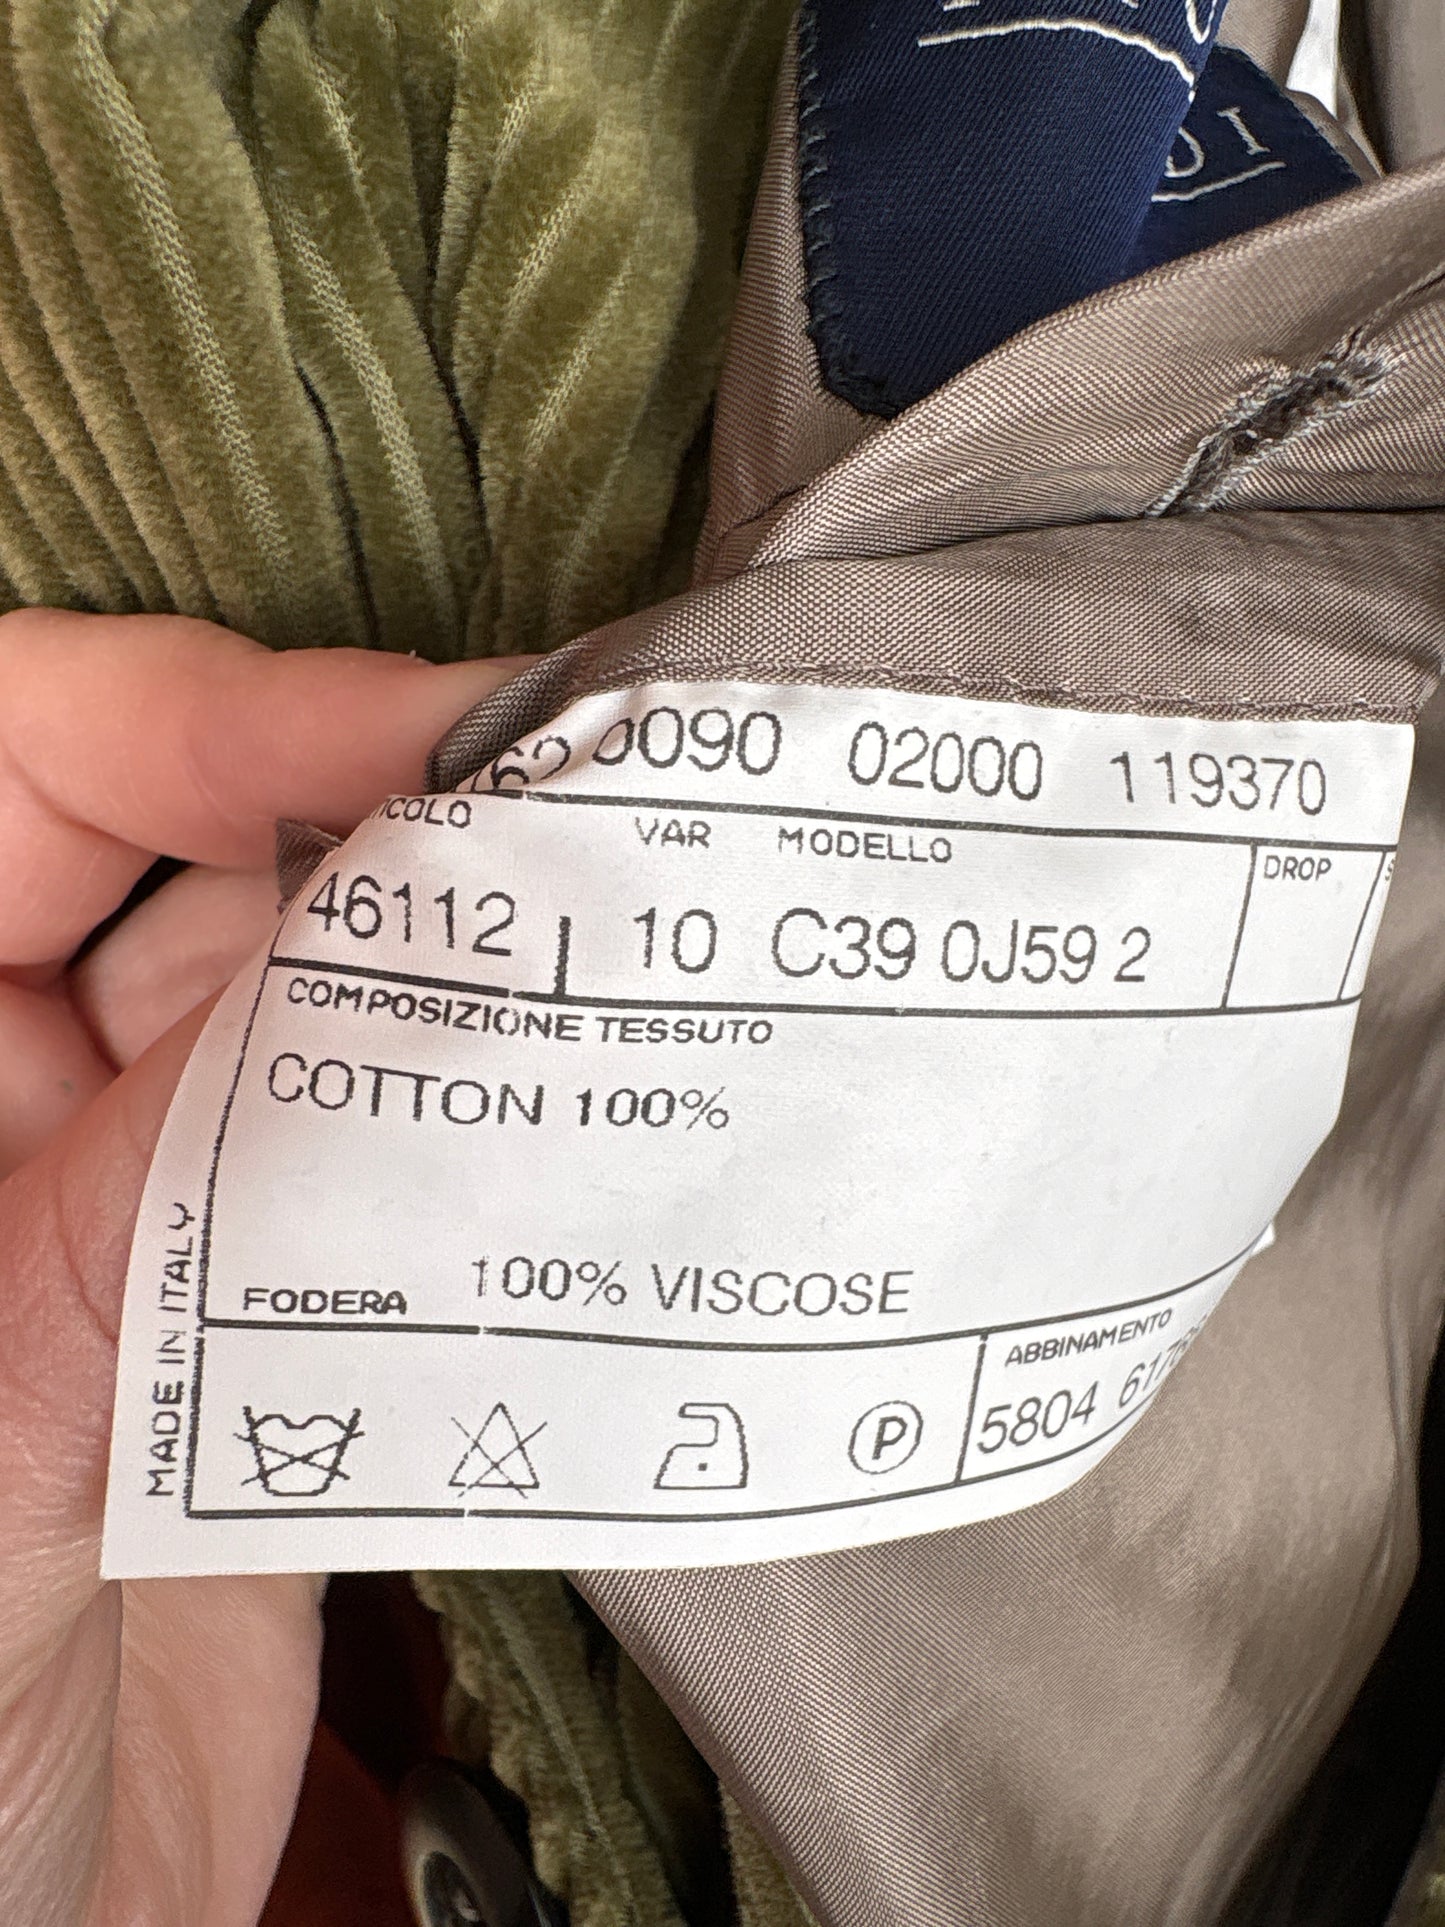 0090 02000 119370
VAR MODELLO DROP
46112 10 C39 0J59 2
COMPOSIZIONE TESSUTO
COTTON 100%
FODERA 100% VISCOSE
MADE IN ITALY
P
ABBINAMENTO
5804